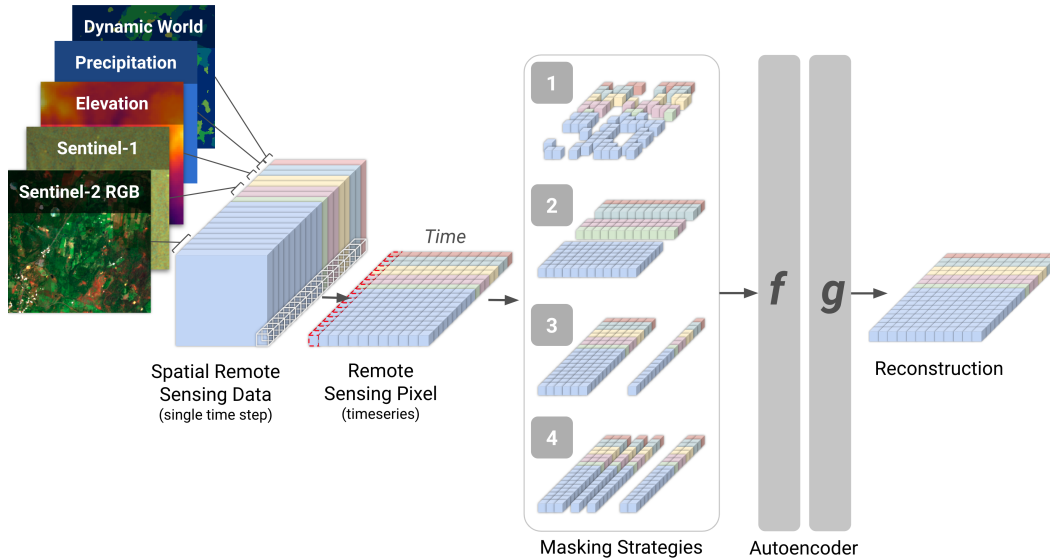 Dynamic World
Precipitation
Elevation
Sentinel-1
Sentinel-2 RGB
Spatial Remote
Sensing Data
(single time step)
Time
Remote
Sensing Pixel
(timeseries)
1
2
3
4
Masking Strategies
f
g
Autoencoder
Reconstruction